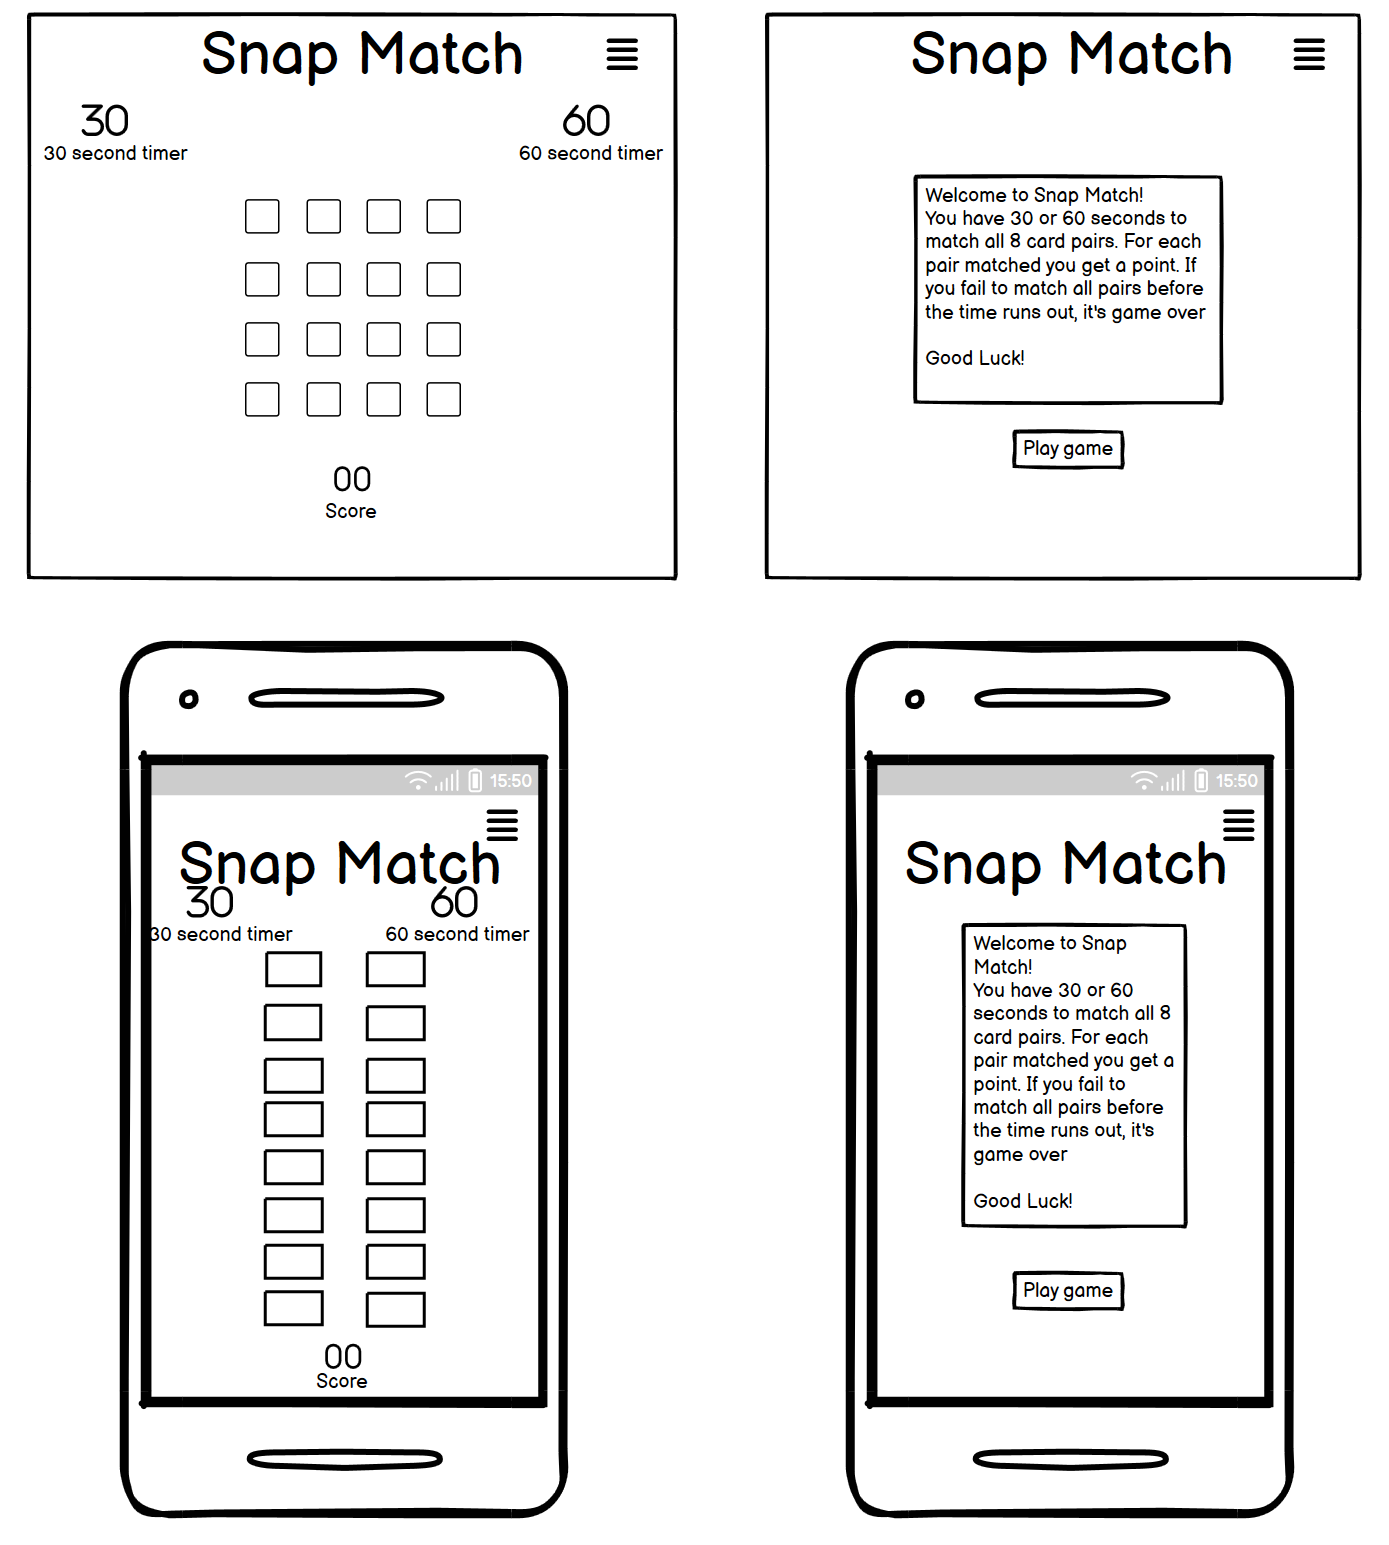 Snap Match
30
30 second timer
60
60 second timer
00
Score
Snap Match
Welcome to Snap Match!
You have 30 or 60 seconds to
match all 8 card pairs. For each
pair matched you get a point. If
you fail to match all pairs before
the time runs out, it's game over
Good Luck!
Play game
15:50
Snap Match
30
30 second timer
60
60 second timer
00
Score
15:50
Snap Match
Welcome to Snap
Match!
You have 30 or 60
seconds to match all 8
card pairs. For each
pair matched you get a
point. If you fail to
match all pairs before
the time runs out, it's
game over
Good Luck!
Play game